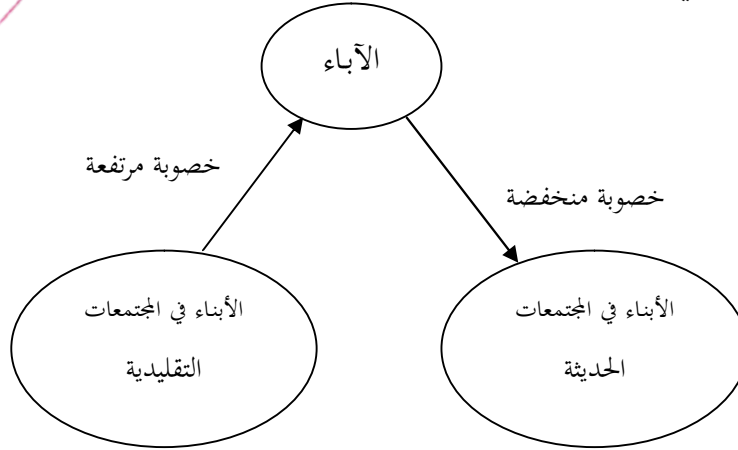 الآباء
خصوبة مرتفعة
خصوبة منخفضة
الأبناء في المجتمعات
التقليدية
الأبناء في المجتمعات
الحديثة